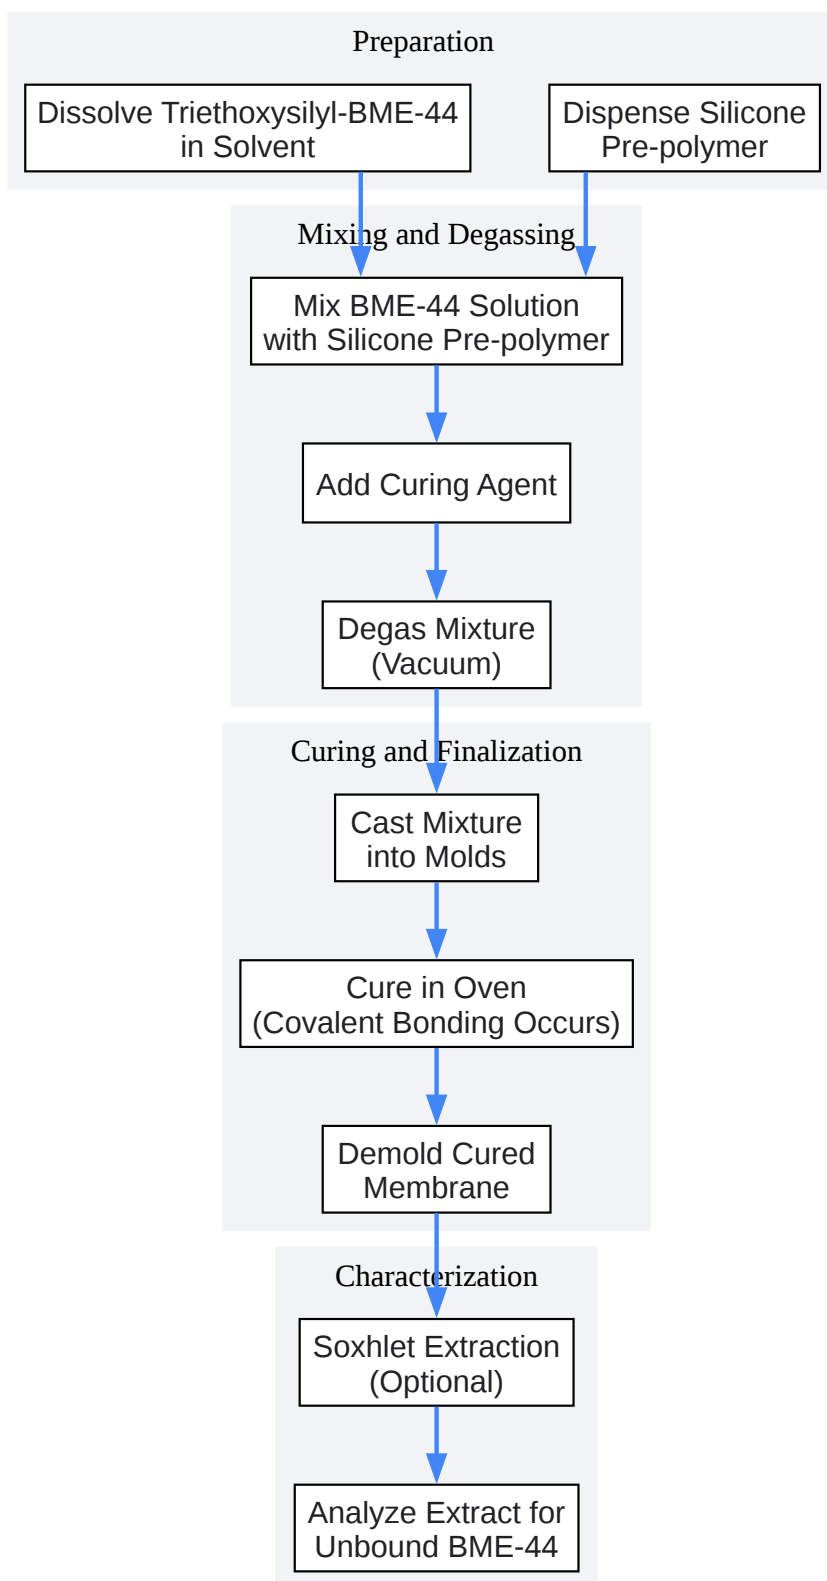 Preparation
Dissolve Triethoxysilyl-BME-44
in Solvent
Dispense Silicone
Pre-polymer
Mixing and Degassing
Mix BME-44 Solution
with Silicone Pre-polymer
Add Curing Agent
Degas Mixture
(Vacuum)
Curing and Finalization
Cast Mixture
into Molds
Cure in Oven
(Covalent Bonding Occurs)
Demold Cured
Membrane
Characterization
Soxhlet Extraction
(Optional)
Analyze Extract for
Unbound BME-44